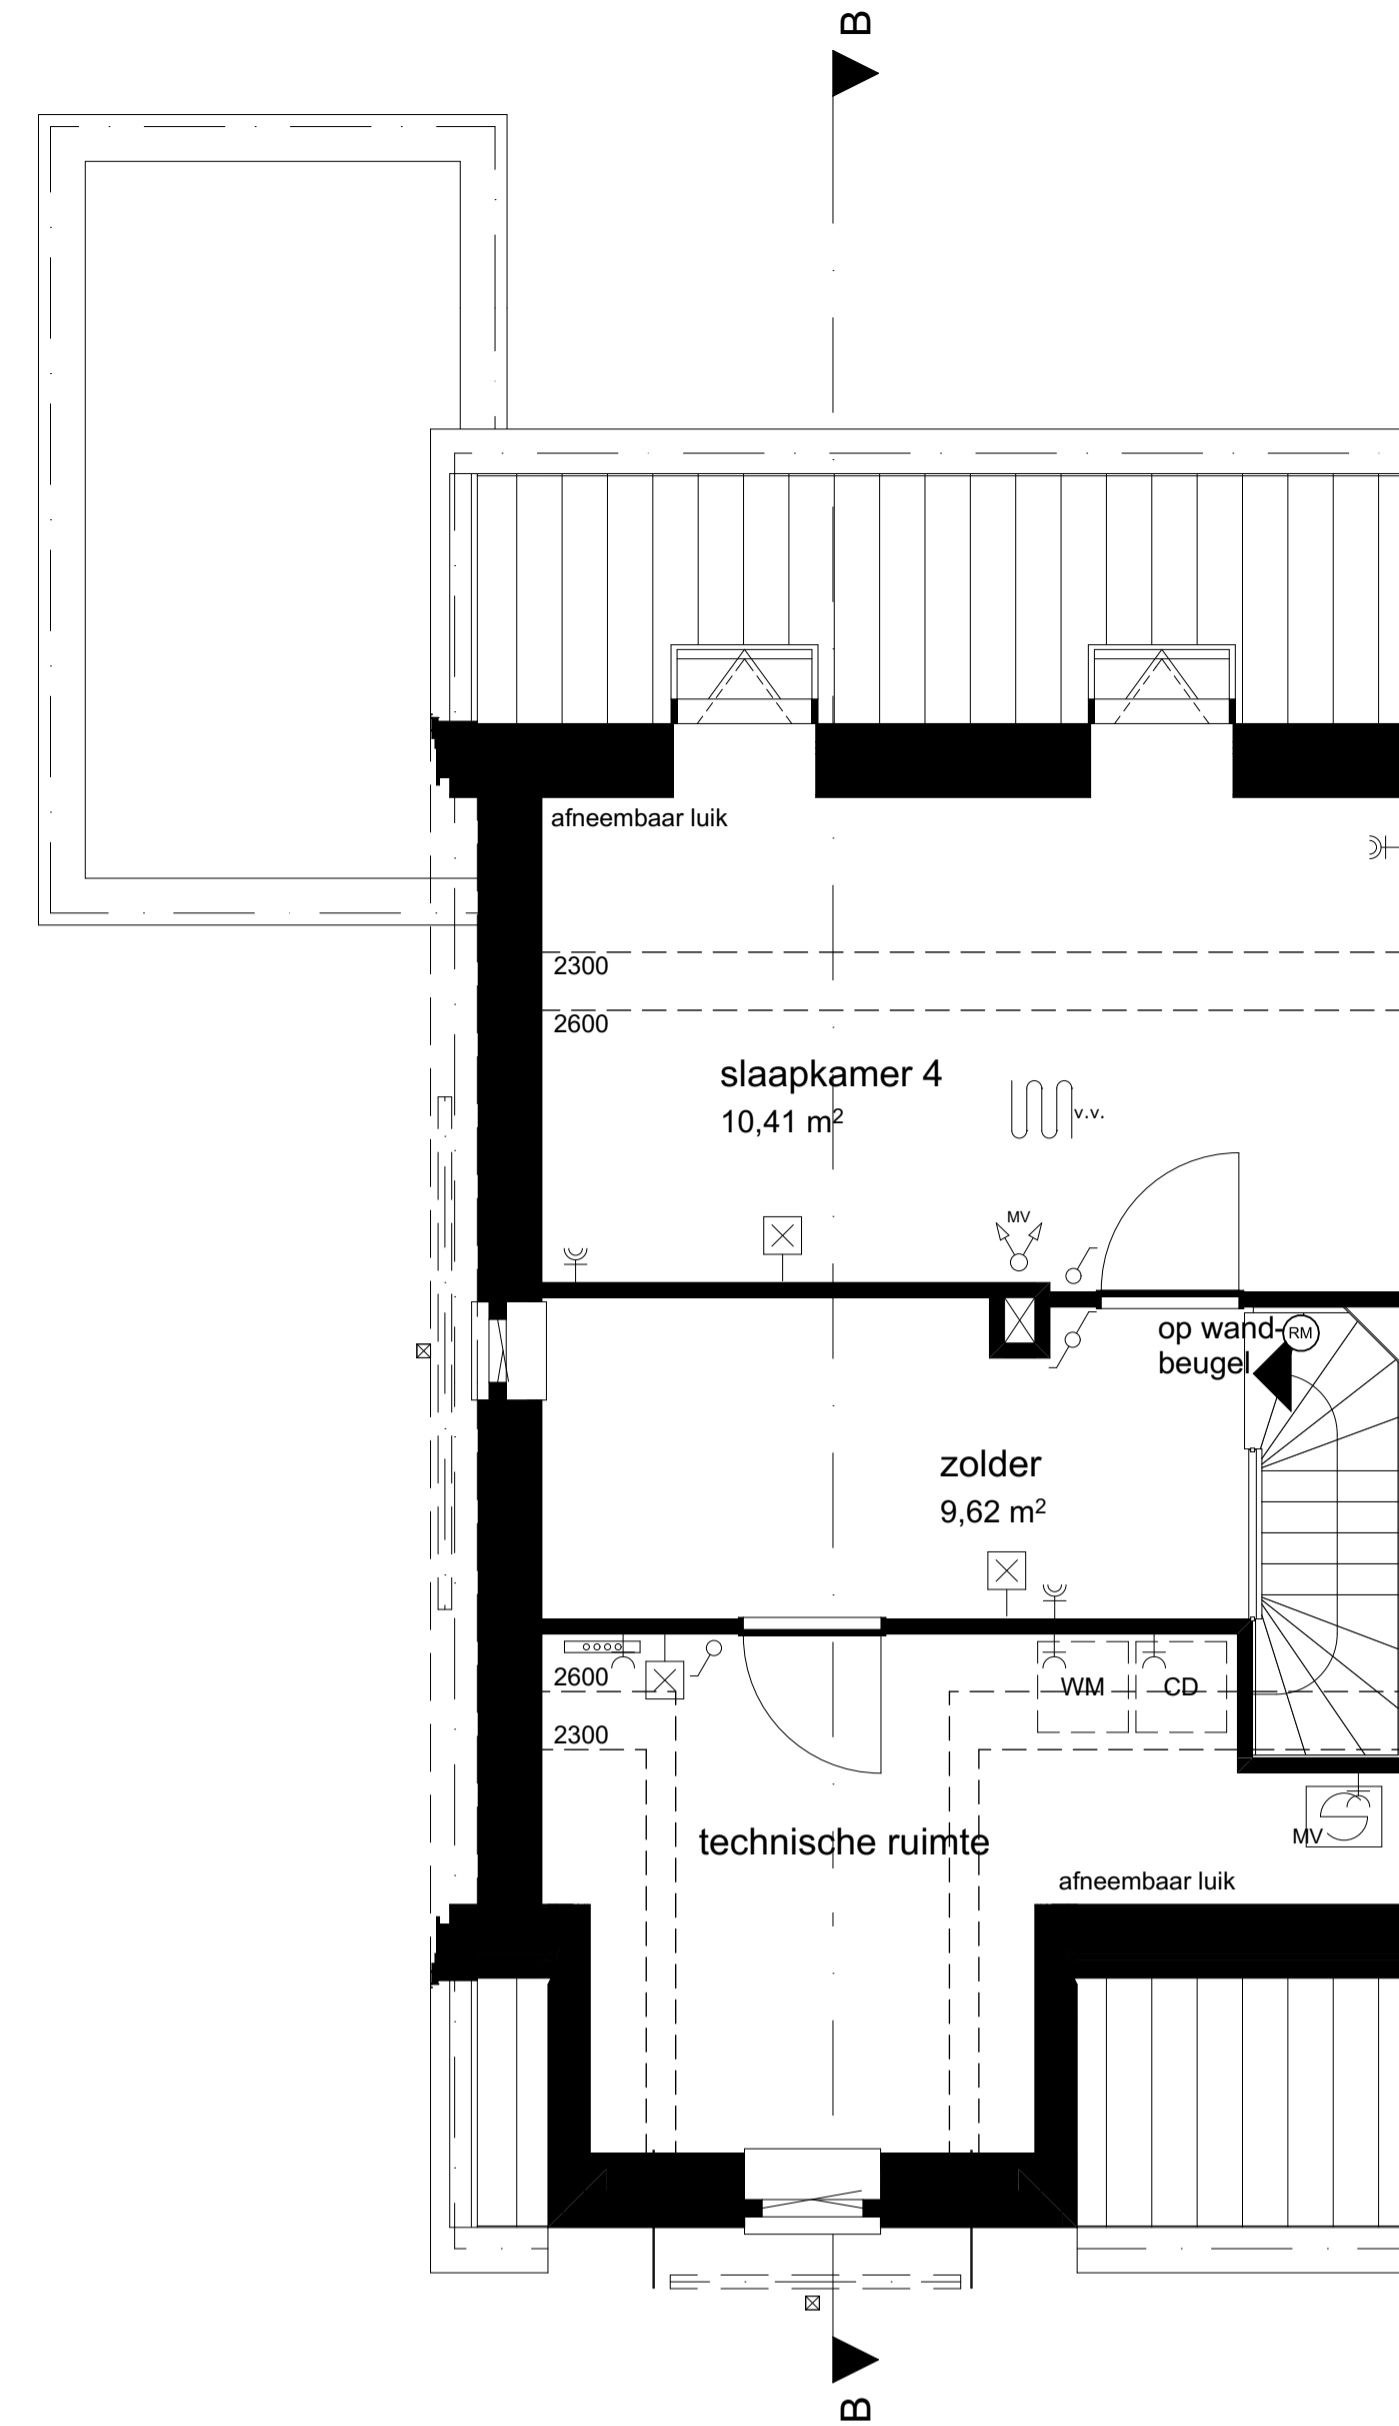 B
afneembaar luik
2300
2600
slaapkamer 4
10,41 m²
v.v.
MV
op wand-
beugel
RM
zolder
9,62 m²
2600
WM
CD
2300
technische ruimte
MV
afneembaar luik
B